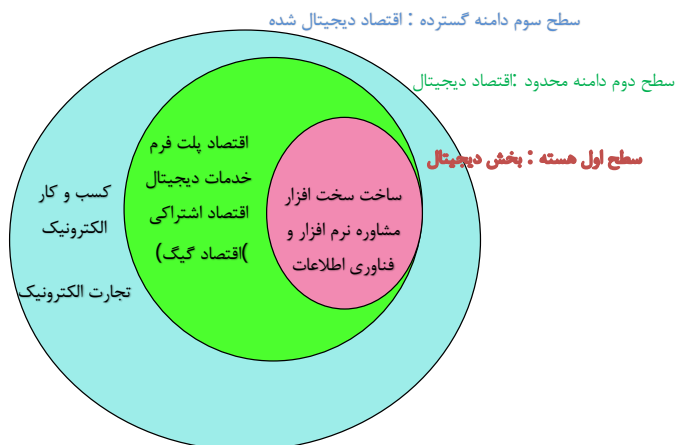 سطح سوم دامنه گسترده : اقتصاد دیجیتال شده
سطح دوم دامنه محدود :اقتصاد دیجیتال
سطح اول هسته : بخش دیجیتال
ساخت سخت افزار
مشاوره نرم افزار و
فناوری اطلاعات
اقتصاد پلت فرم
خدمات دیجیتال
اقتصاد اشتراکی
(اقتصاد گیگ(
کسب و کار
الکترونیک
تجارت الکترونیک